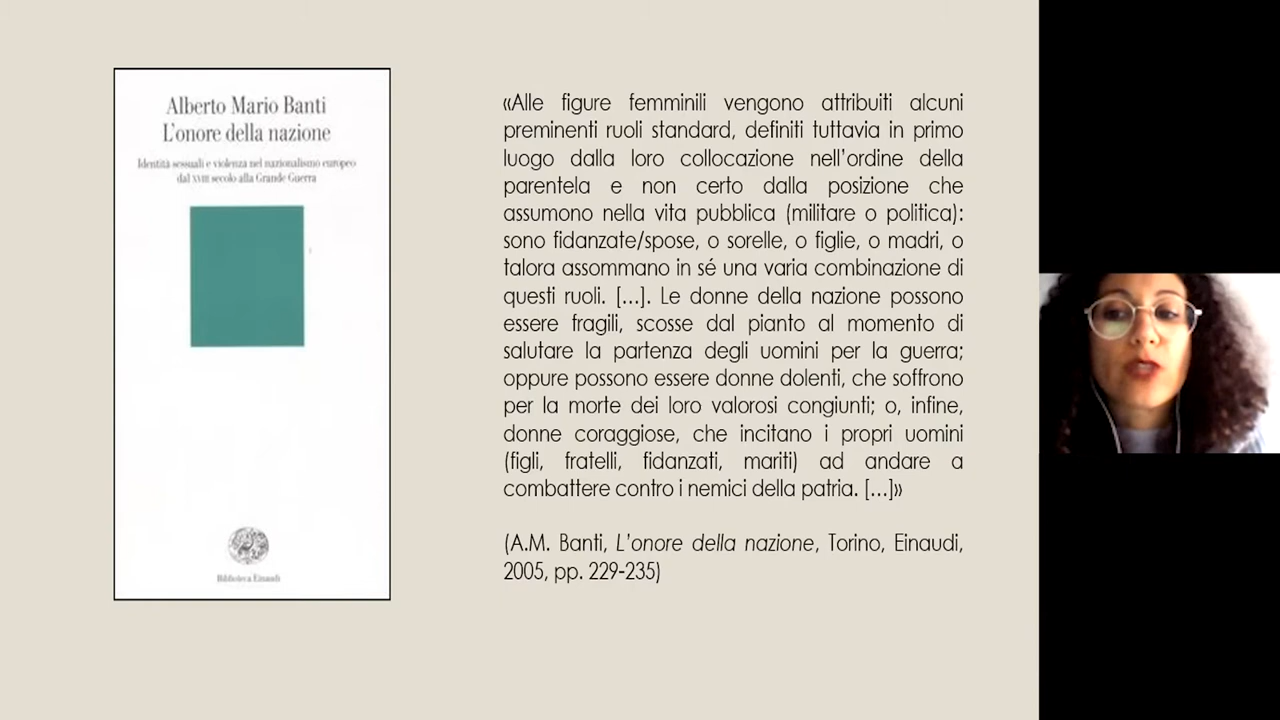 Alberto Mario Banti
L'onore della nazione
Identità sessuali e violenza nel nazionalismo europeo
dal XVIII secolo alla Grande Guerra
Biblioteca Einaudi
«Alle figure femminili vengono attribuiti alcuni
preminenti ruoli standard, definiti tuttavia in primo
luogo dalla loro collocazione nell'ordine della
parentela e non certo dalla posizione che
assumono nella vita pubblica (militare o politica):
sono fidanzate/spose, o sorelle, o figlie, o madri, o
talora assommano in sé una varia combinazione di
questi ruoli. [...]. Le donne della nazione possono
essere fragili, scosse dal pianto al momento di
salutare la partenza degli uomini per la guerra;
oppure possono essere donne dolenti, che soffrono
per la morte dei loro valorosi congiunti; o, infine,
donne coraggiose, che incitano i propri uomini
(figli, fratelli, fidanzati, mariti) ad andare a
combattere contro i nemici della patria. [...]»
(A.M. Banti, L'onore della nazione, Torino, Einaudi,
2005, pp. 229-235)